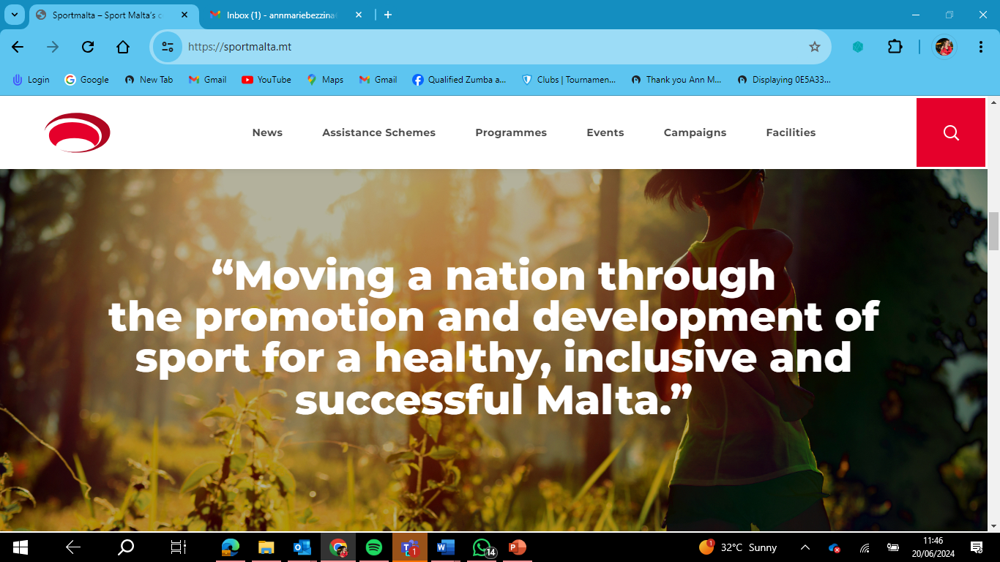 Sportmalta – Sport Malta's c
Inbox (1) - annmariebezzina
https://sportmalta.mt
Login
Google
New Tab
Gmail
YouTube
Maps
Gmail
Qualified Zumba a...
Clubs | Tournamen...
Thank you Ann M...
Displaying 0E5A33...
News
Assistance Schemes
Programmes
Events
Campaigns
Facilities
“Moving a nation through
the promotion and development of
sport for a healthy, inclusive and
successful Malta.”
1
14
1
32°C Sunny
11:46
20/06/2024